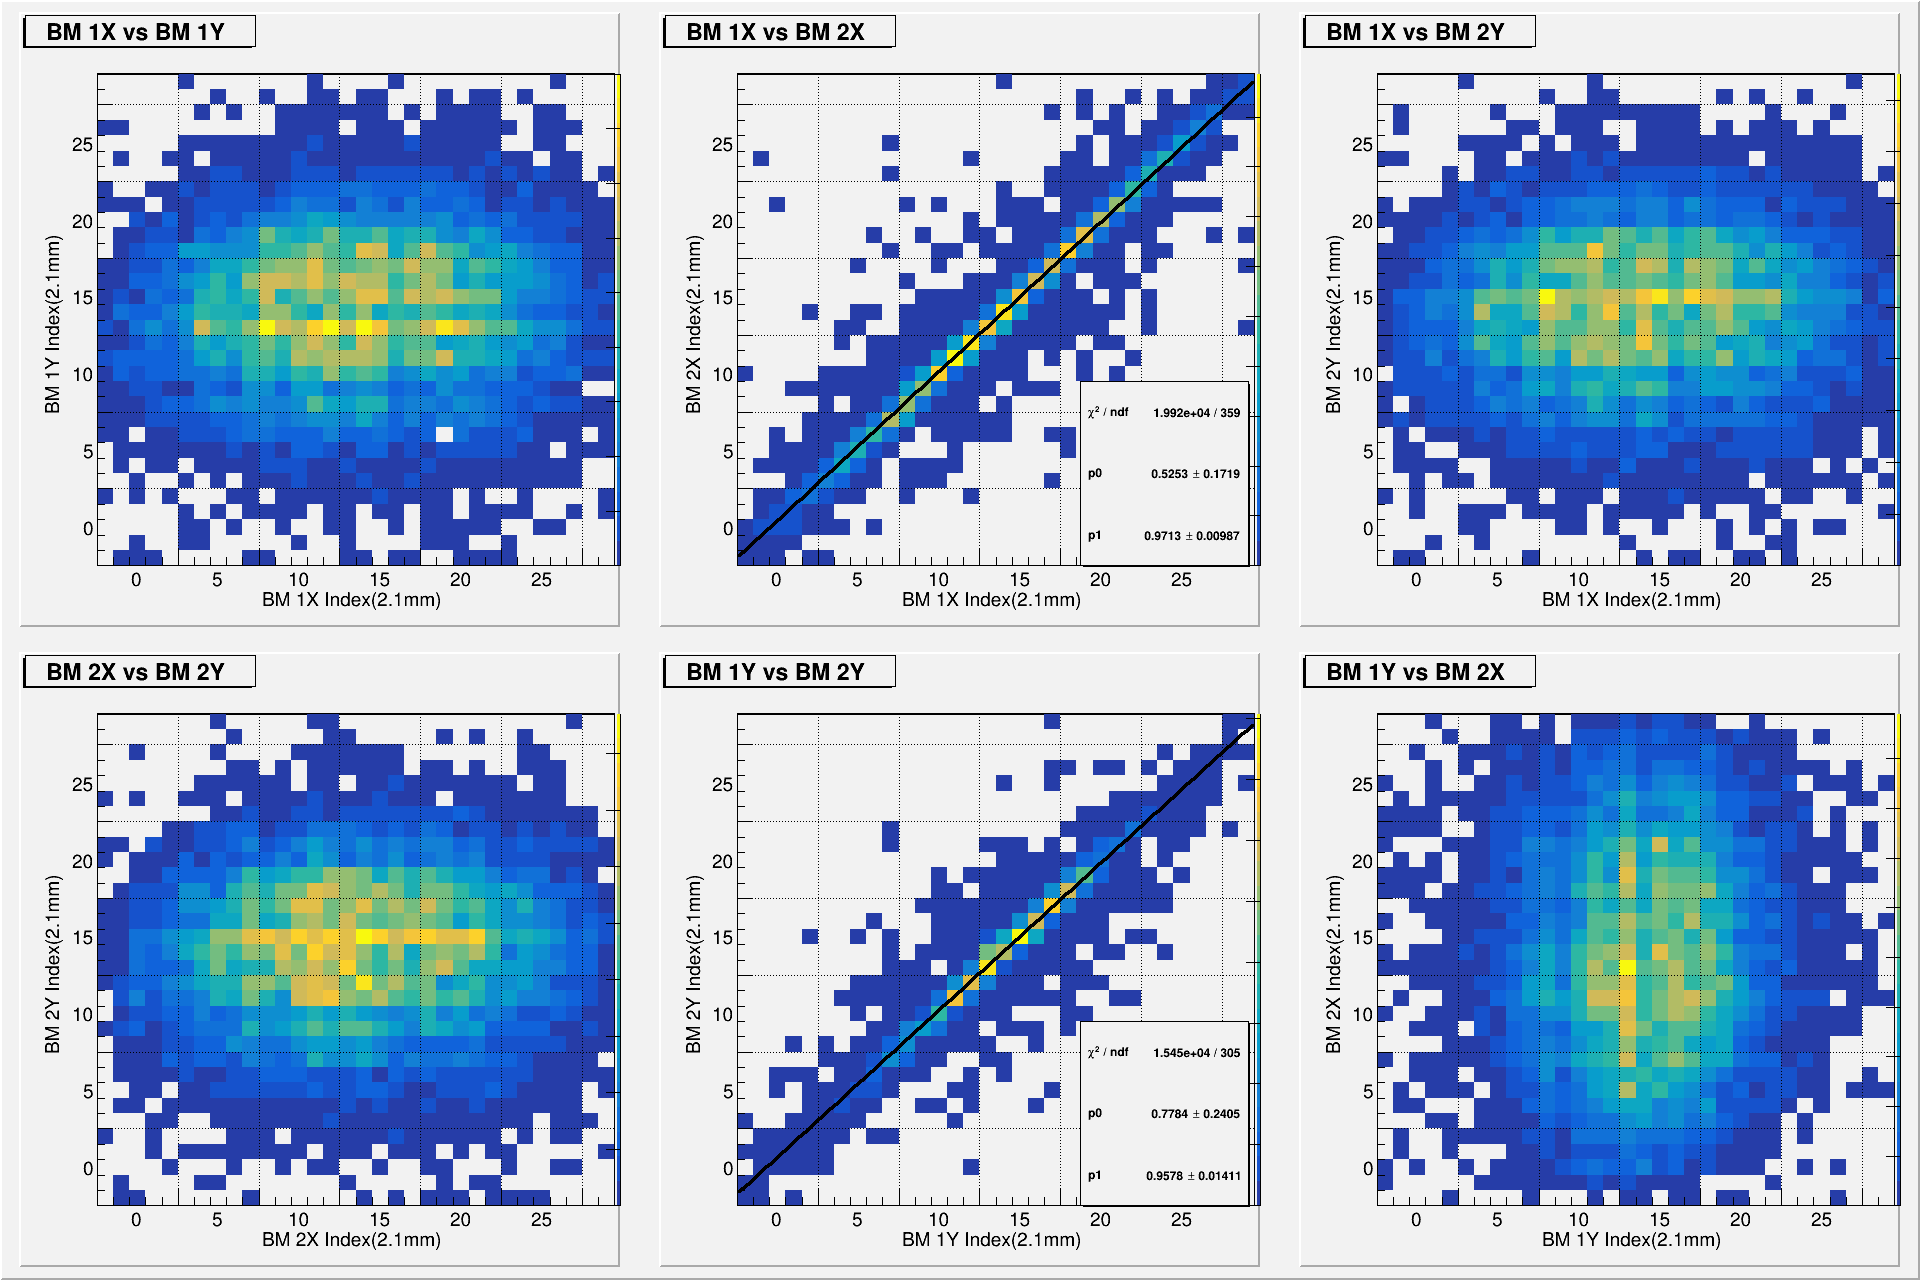 BM 1X vs BM 1Y
25
20
15
10
5
0
BM 1Y Index(2.1mm)
0 5 10 15 20 25
BM 1X Index(2.1mm)
BM 1X vs BM 2X
25
20
15
10
5
0
BM 2X Index(2.1mm)
χ² / ndf 1.992e+04 / 359
p0 0.5253 ± 0.1719
p1 0.9713 ± 0.00987
0 5 10 15 20 25
BM 1X Index(2.1mm)
BM 1X vs BM 2Y
25
20
15
10
5
0
BM 2Y Index(2.1mm)
0 5 10 15 20 25
BM 1X Index(2.1mm)
BM 2X vs BM 2Y
25
20
15
10
5
0
BM 2Y Index(2.1mm)
0 5 10 15 20 25
BM 2X Index(2.1mm)
BM 1Y vs BM 2Y
25
20
15
10
5
0
BM 2Y Index(2.1mm)
χ² / ndf 1.545e+04 / 305
p0 0.7784 ± 0.2405
p1 0.9578 ± 0.01411
0 5 10 15 20 25
BM 1Y Index(2.1mm)
BM 1Y vs BM 2X
25
20
15
10
5
0
BM 2X Index(2.1mm)
0 5 10 15 20 25
BM 1Y Index(2.1mm)